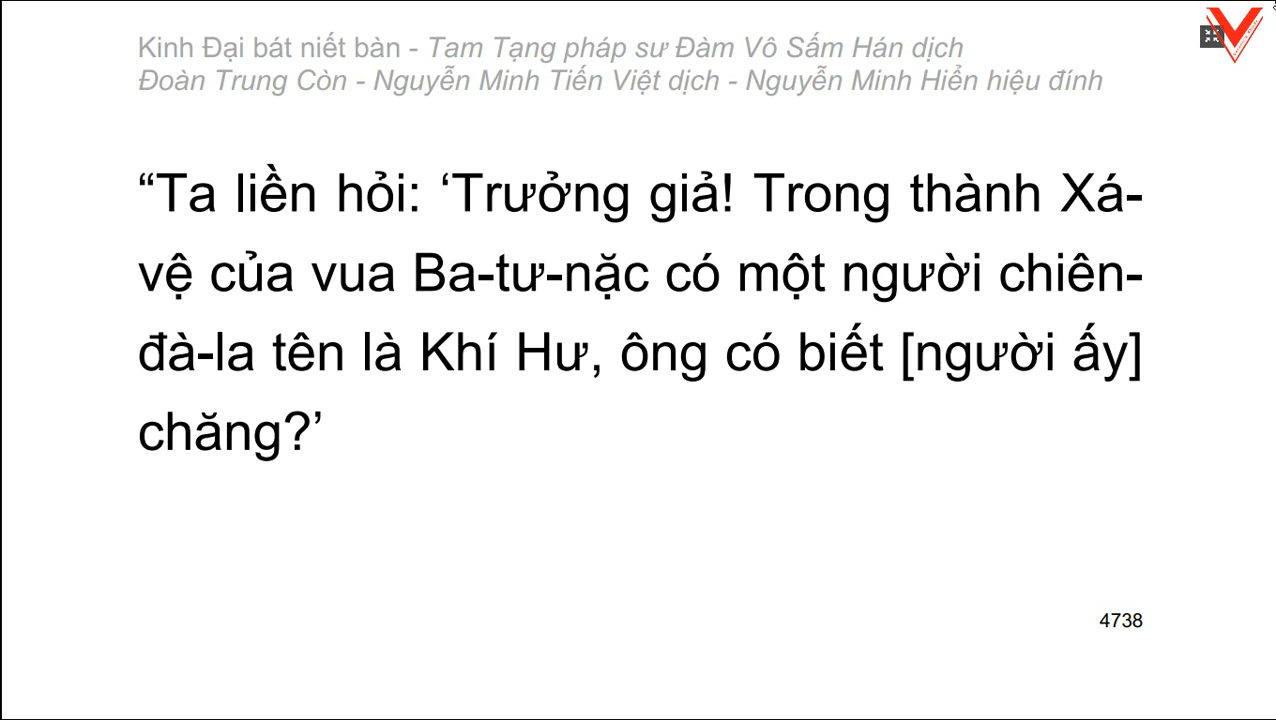 Kinh Đại bát niết bàn - Tam Tạng pháp sư Đàm Vô Sấm Hán dịch
Đoàn Trung Còn - Nguyễn Minh Tiến Việt dịch - Nguyễn Minh Hiển hiệu đính
“Ta liền hỏi: ‘Trưởng giả! Trong thành Xá-
vệ của vua Ba-tư-nặc có một người chiên-
đà-la tên là Khí Hư, ông có biết [người ấy]
chăng?’
4738